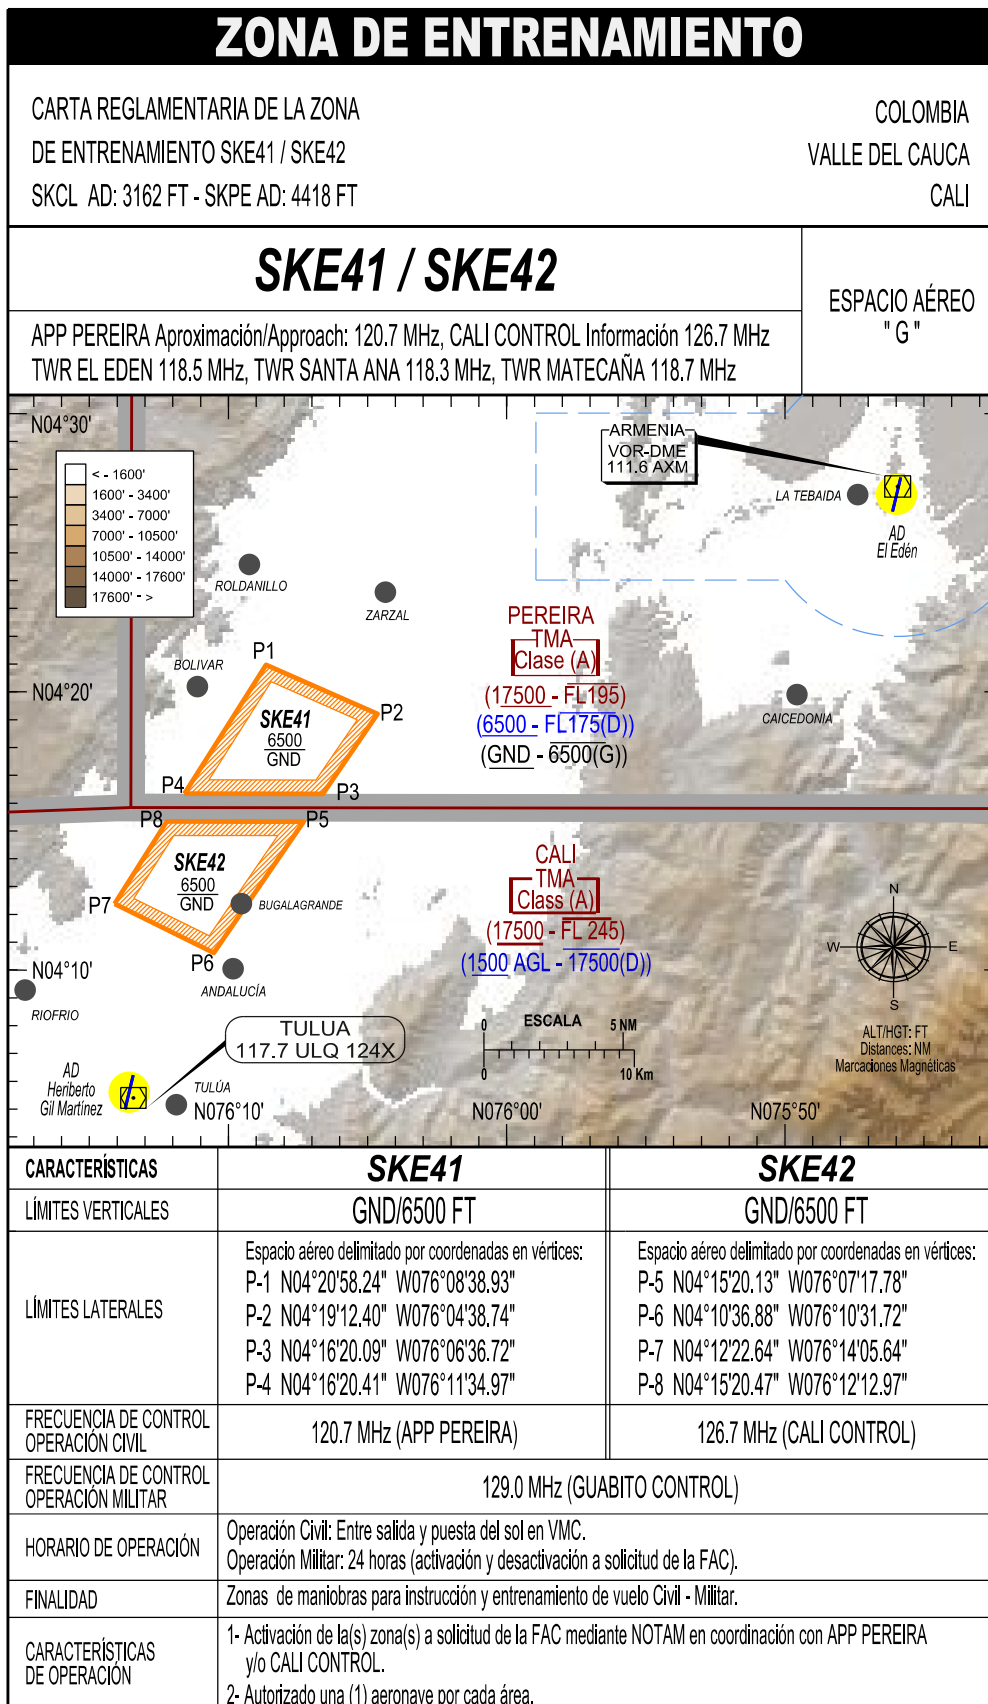 ZONA DE ENTRENAMIENTO
CARTA REGLAMENTARIA DE LA ZONA
DE ENTRENAMIENTO SKE41 / SKE42
SKCL AD: 3162 FT - SKPE AD: 4418 FT
COLOMBIA
VALLE DEL CAUCA
CALI
SKE41 / SKE42
APP PEREIRA Aproximación/Approach: 120.7 MHz, CALI CONTROL Información 126.7 MHz
TWR EL EDEN 118.5 MHz, TWR SANTA ANA 118.3 MHz, TWR MATECAÑA 118.7 MHz
ESPACIO AÉREO
" G "
N04°30'
< - 1600'
1600' - 3400'
3400' - 7000'
7000' - 10500'
10500' - 14000'
14000' - 17600'
17600' - >
ARMENIA
VOR-DME
111.6 AXM
LA TEBAIDA
AD
El Edén
ROLDANILLO
ZARZAL
PEREIRA
TMA
Clase (A)
(17500 - FL195)
(6500 - FL175(D))
(GND - 6500(G))
BOLIVAR
P1
N04°20'
P2
SKE41
6500
GND
CAICEDONIA
P4
P3
P8
P5
SKE42
6500
GND
P7
BUGALAGRANDE
CALI
TMA
Class (A)
(17500 - FL 245)
(1500 AGL - 17500(D))
N
W
E
S
P6
N04°10'
ANDALUCÍA
RIOFRIO
TULUA
117.7 ULQ 124X
0
ESCALA
5 NM
0
10 Km
ALT/HGT: FT
Distances: NM
Marcaciones Magnéticas
AD
Heriberto
Gil Martínez
TULÚA
N076°10'
N076°00'
N075°50'
CARACTERÍSTICAS
SKE41
SKE42
LÍMITES VERTICALES
GND/6500 FT
GND/6500 FT
LÍMITES LATERALES
Espacio aéreo delimitado por coordenadas en vértices:
P-1 N04°20'58.24" W076°08'38.93"
P-2 N04°19'12.40" W076°04'38.74"
P-3 N04°16'20.09" W076°06'36.72"
P-4 N04°16'20.41" W076°11'34.97"
Espacio aéreo delimitado por coordenadas en vértices:
P-5 N04°15'20.13" W076°07'17.78"
P-6 N04°10'36.88" W076°10'31.72"
P-7 N04°12'22.64" W076°14'05.64"
P-8 N04°15'20.47" W076°12'12.97"
FRECUENCIA DE CONTROL
OPERACIÓN CIVIL
120.7 MHz (APP PEREIRA)
126.7 MHz (CALI CONTROL)
FRECUENCIA DE CONTROL
OPERACIÓN MILITAR
129.0 MHz (GUABITO CONTROL)
HORARIO DE OPERACIÓN
Operación Civil: Entre salida y puesta del sol en VMC.
Operación Militar: 24 horas (activación y desactivación a solicitud de la FAC).
FINALIDAD
Zonas de maniobras para instrucción y entrenamiento de vuelo Civil - Militar.
CARACTERÍSTICAS
DE OPERACIÓN
1- Activación de la(s) zona(s) a solicitud de la FAC mediante NOTAM en coordinación con APP PEREIRA
y/o CALI CONTROL.
2- Autorizado una (1) aeronave por cada área.